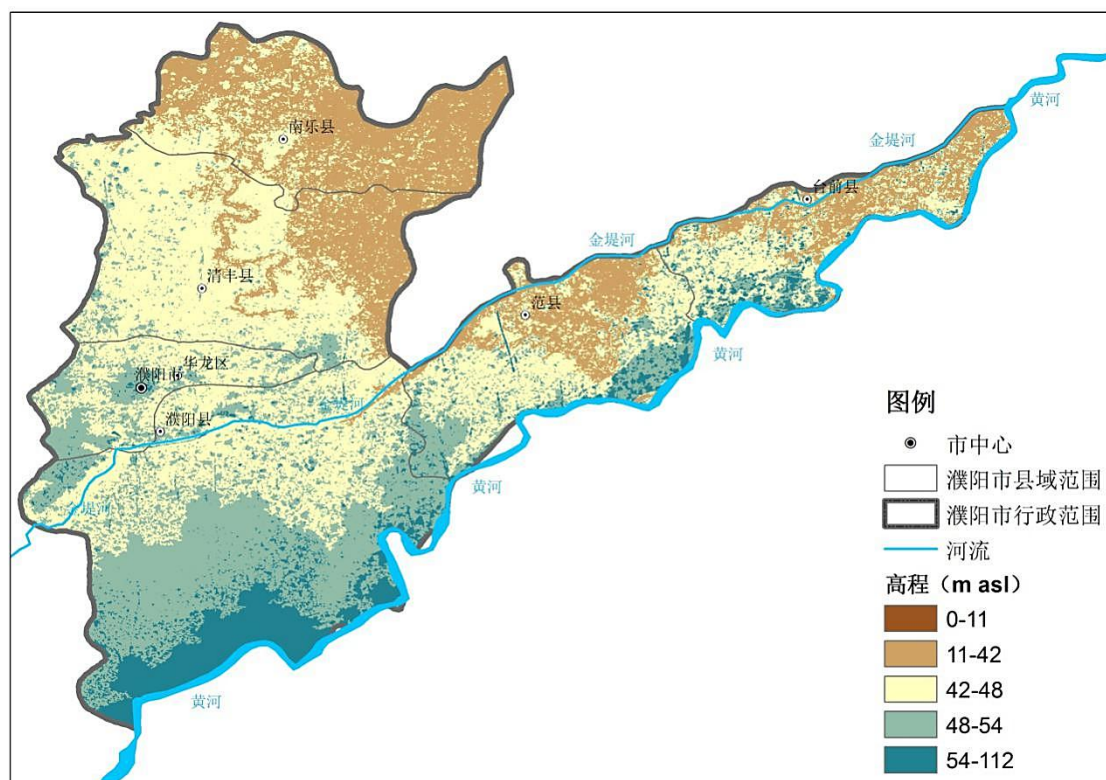 黄河
南乐县
金堤河
台前县
金堤河
清丰县
范县
黄河
华龙区
濮阳市
金堤河
濮阳县
黄河
金堤河
黄河
图例
市中心
濮阳市县域范围
濮阳市行政范围
河流
高程（m asl）
0-11
11-42
42-48
48-54
54-112